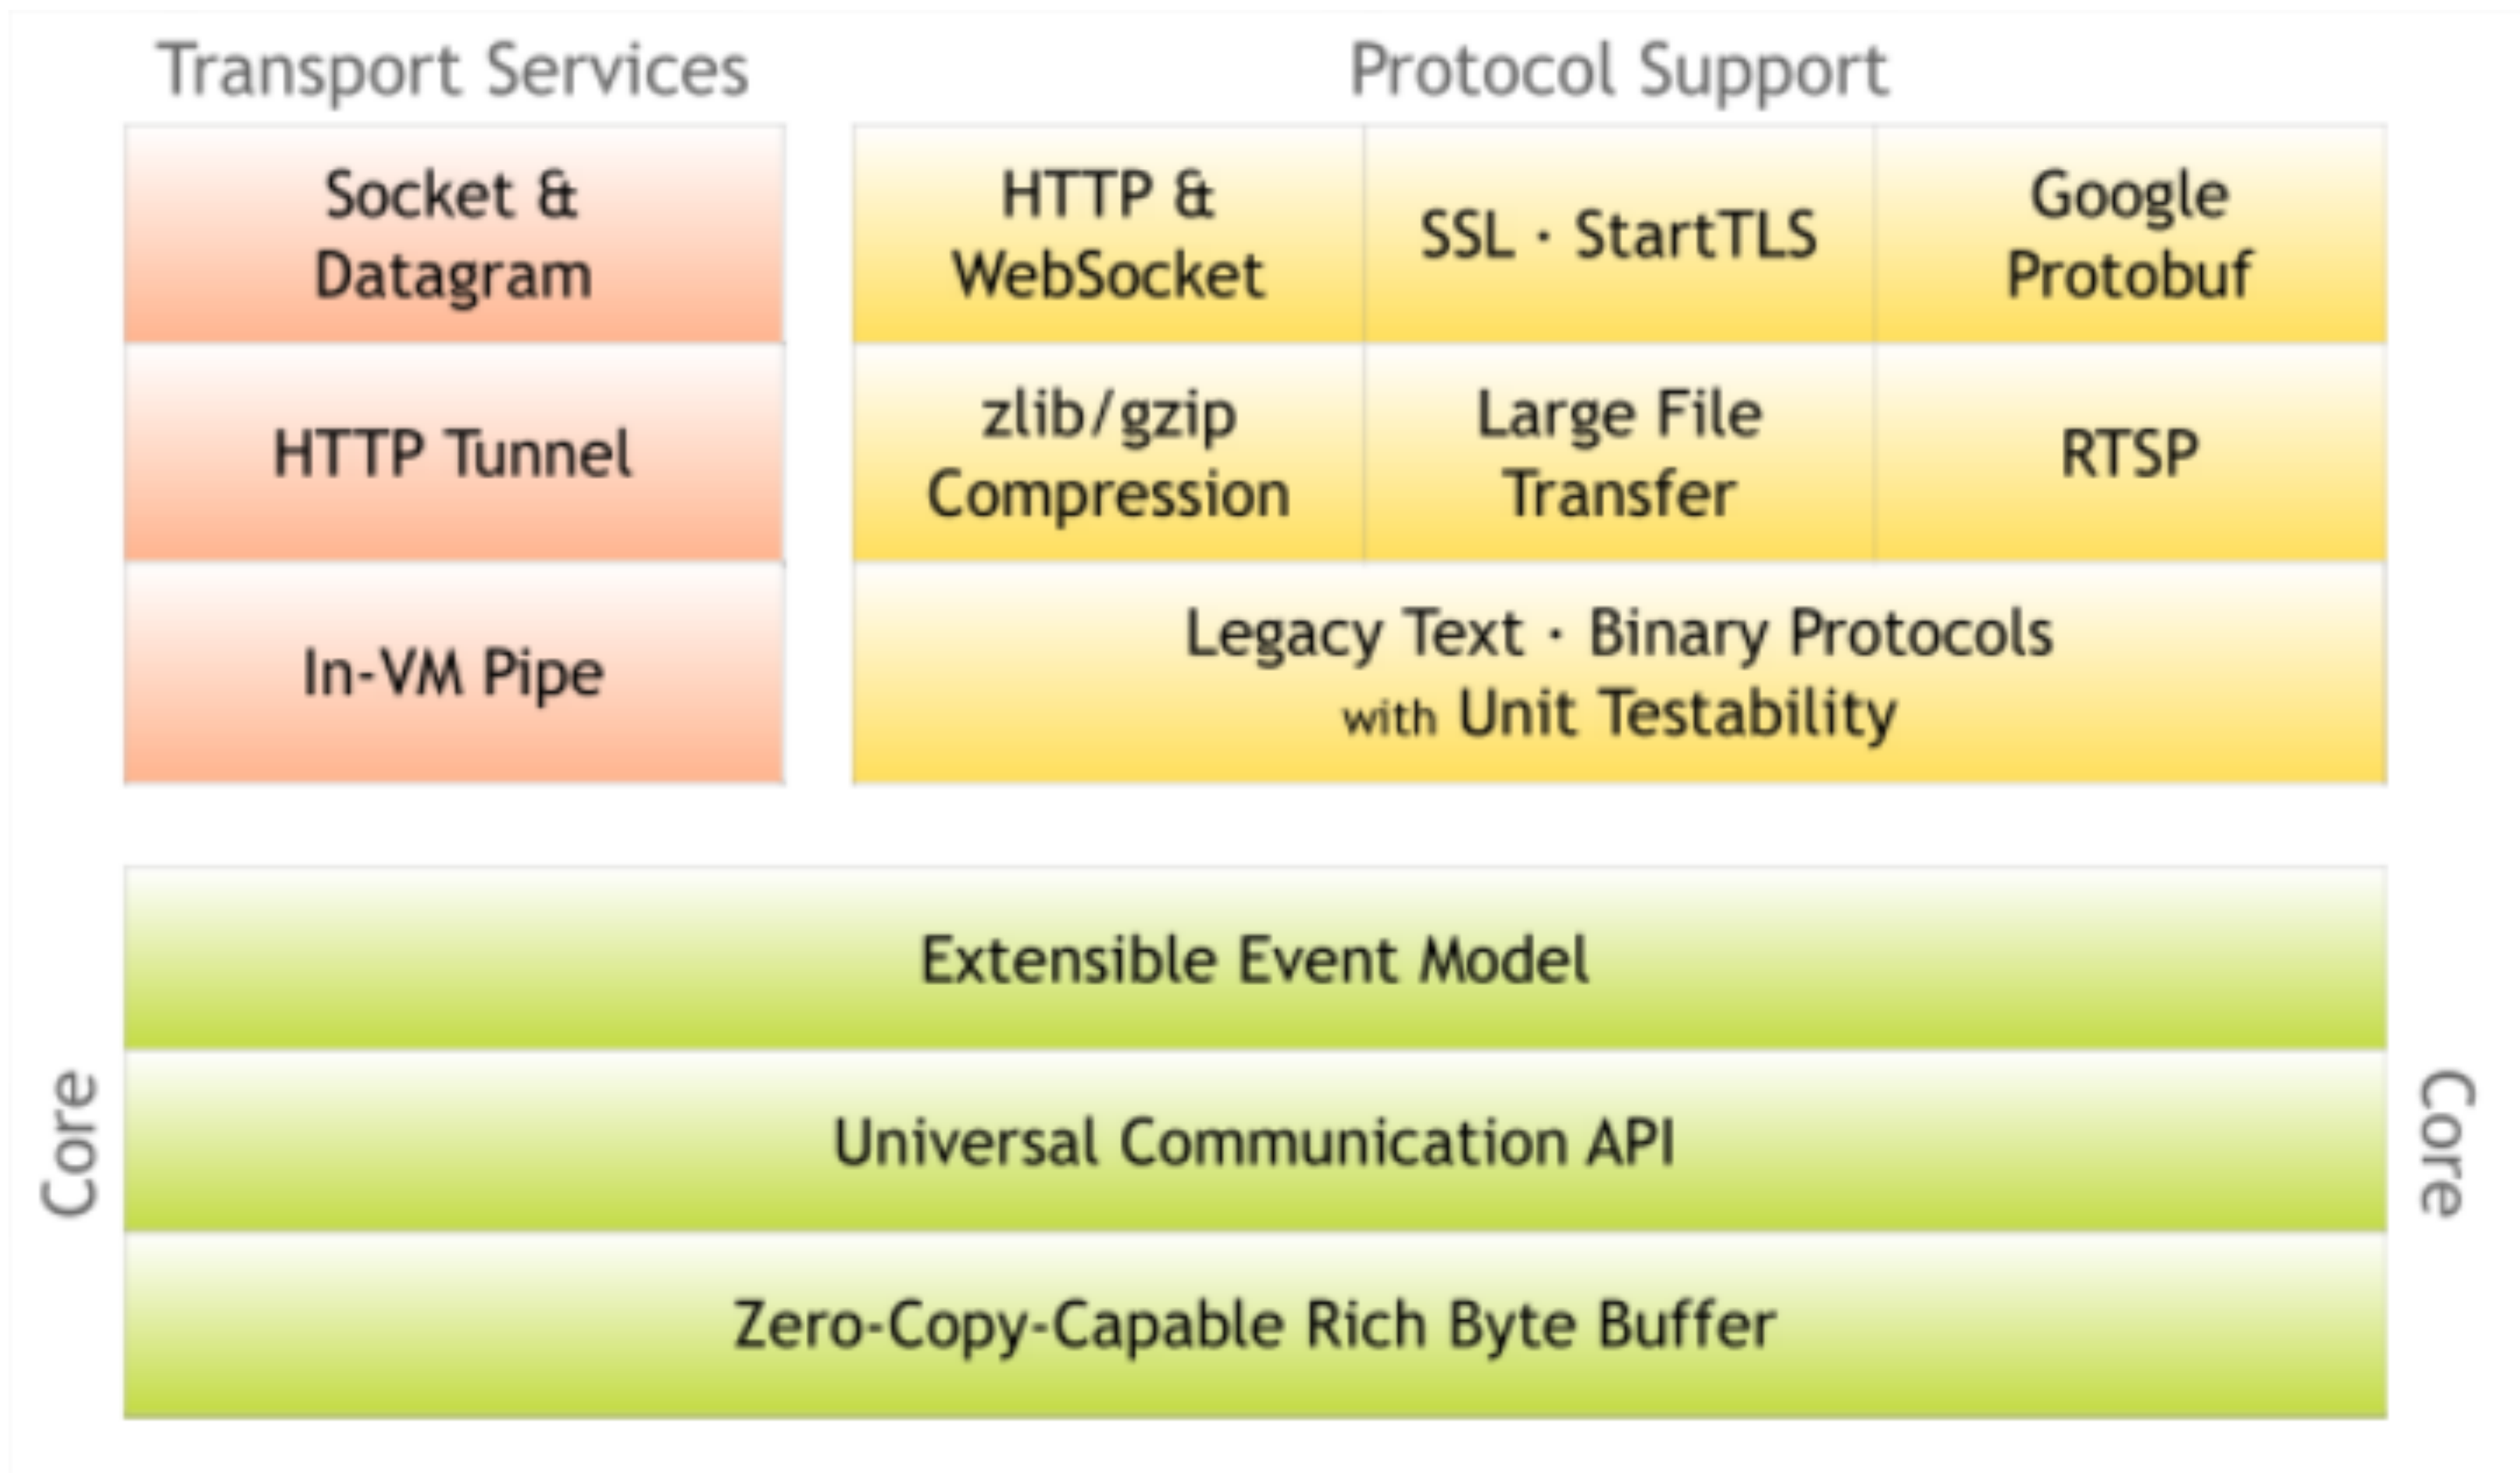 Transport Services
Protocol Support
Socket &
Datagram
HTTP &
WebSocket
SSL · StartTLS
Google
Protobuf
HTTP Tunnel
zlib/gzip
Compression
Large File
Transfer
RTSP
In-VM Pipe
Legacy Text · Binary Protocols
with Unit Testability
Core
Extensible Event Model
Universal Communication API
Zero-Copy-Capable Rich Byte Buffer
Core